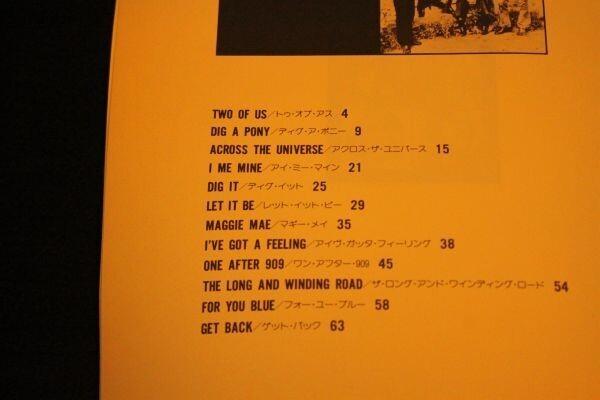 TWO OF US/トゥ・オブ・アス 4
DIG A PONY/ディグ・ア・ポニー 9
ACROSS THE UNIVERSE/アクロス・ザ・ユニバース 15
I ME MINE/アイ・ミー・マイン 21
DIG IT/ディグ・イット 25
LET IT BE/レット・イット・ビー 29
MAGGIE MAE/マギー・メイ 35
I'VE GOT A FEELING/アイヴ・ガッタ・フィーリング 38
ONE AFTER 909/ワン・アフター・909 45
THE LONG AND WINDING ROAD/ザ・ロング・アンド・ワインディング・ロード 54
FOR YOU BLUE/フォー・ユー・ブルー 58
GET BACK/ゲット・バック 63